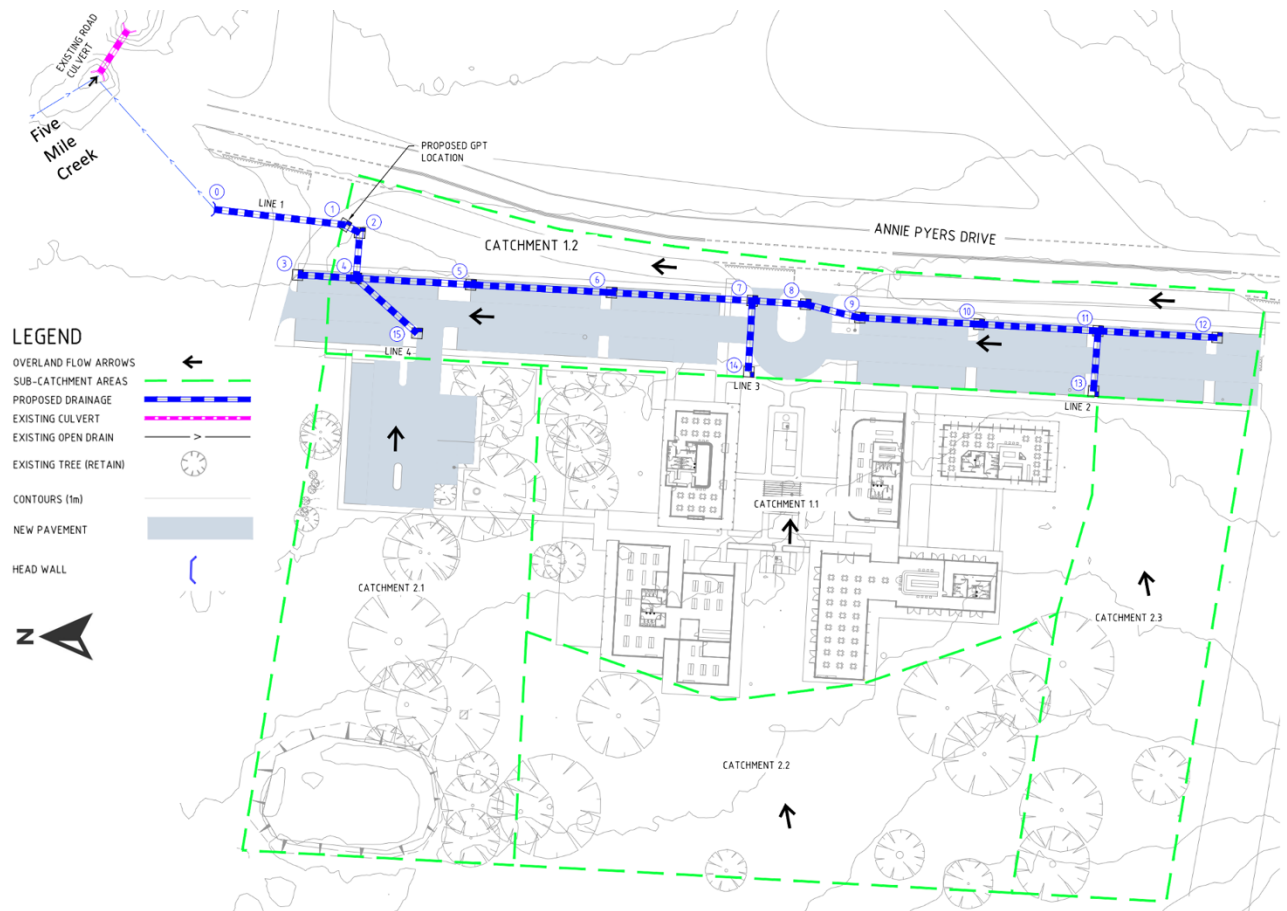 EXISTING ROAD
CULVERT
Five
Mile
Creek
PROPOSED GPT
LOCATION
0
LINE 1
1
2
CATCHMENT 1.2
ANNIE PYERS DRIVE
3
4
5
6
7
8
9
10
11
12
15
LINE 4
14
LINE 3
13
LINE 2
LEGEND
OVERLAND FLOW ARROWS
SUB-CATCHMENT AREAS
PROPOSED DRAINAGE
EXISTING CULVERT
EXISTING OPEN DRAIN
EXISTING TREE (RETAIN)
CONTOURS (1m)
NEW PAVEMENT
HEAD WALL
N
CATCHMENT 1.1
CATCHMENT 2.1
CATCHMENT 2.3
CATCHMENT 2.2